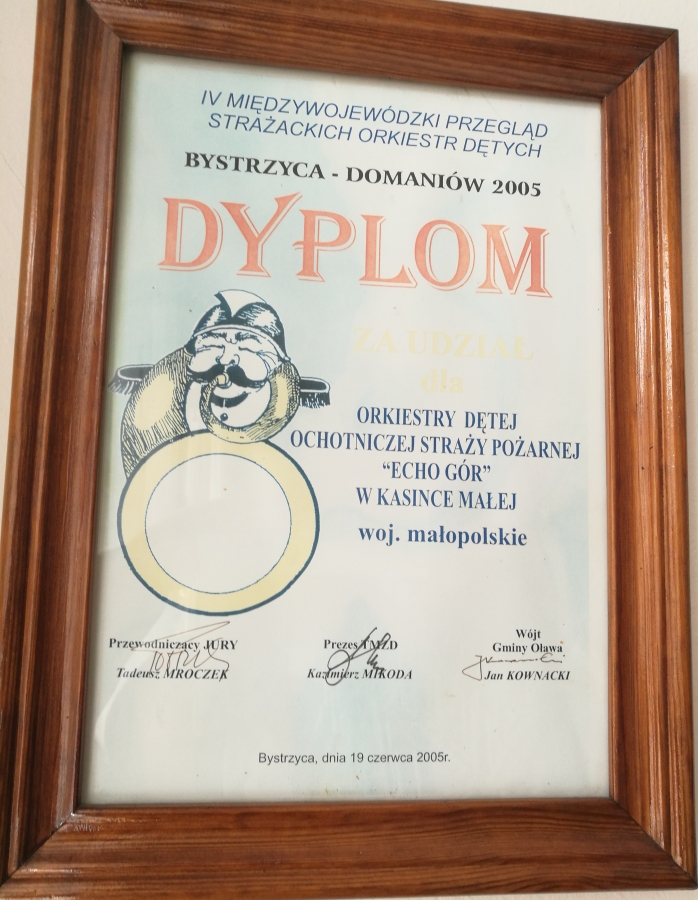 IV MIĘDZYWOJEWÓDZKI PRZEGLĄD
STRAŻACKICH ORKIESTR DĘTYCH
BYSTRZYCA - DOMANIÓW 2005
DYPLOM
ZA UDZIAŁ
dla
ORKIESTRY DĘTEJ
OCHOTNICZEJ STRAŻY POŻARNEJ
"ECHO GÓR"
W KASINCE MAŁEJ
woj. małopolskie
Przewodniczący JURY
Tadeusz MROCZEK
Prezes TMZD
Kazimierz MIKODA
Wójt
Gminy Oława
Jan KOWNACKI
Bystrzyca, dnia 19 czerwca 2005r.